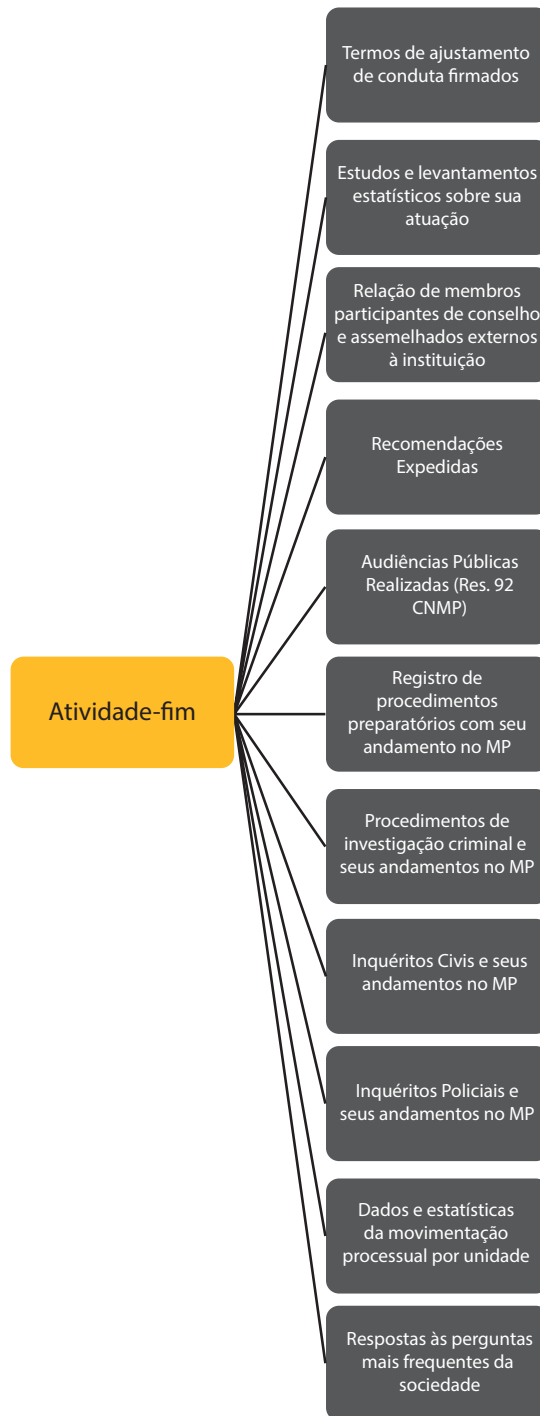 Termos de ajustamento
de conduta firmados
Estudos e levantamentos
estatísticos sobre sua
atuação
Relação de membros
participantes de conselho
e assemelhados externos
à instituição
Recomendações
Expedidas
Audiências Públicas
Realizadas (Res. 92
CNMP)
Atividade-fim
Registro de
procedimentos
preparatórios com seu
andamento no MP
Procedimentos de
investigação criminal e
seus andamentos no MP
Inquéritos Civis e seus
andamentos no MP
Inquéritos Policiais e
seus andamentos no MP
Dados e estatísticas
da movimentação
processual por unidade
Respostas às perguntas
mais frequentes da
sociedade